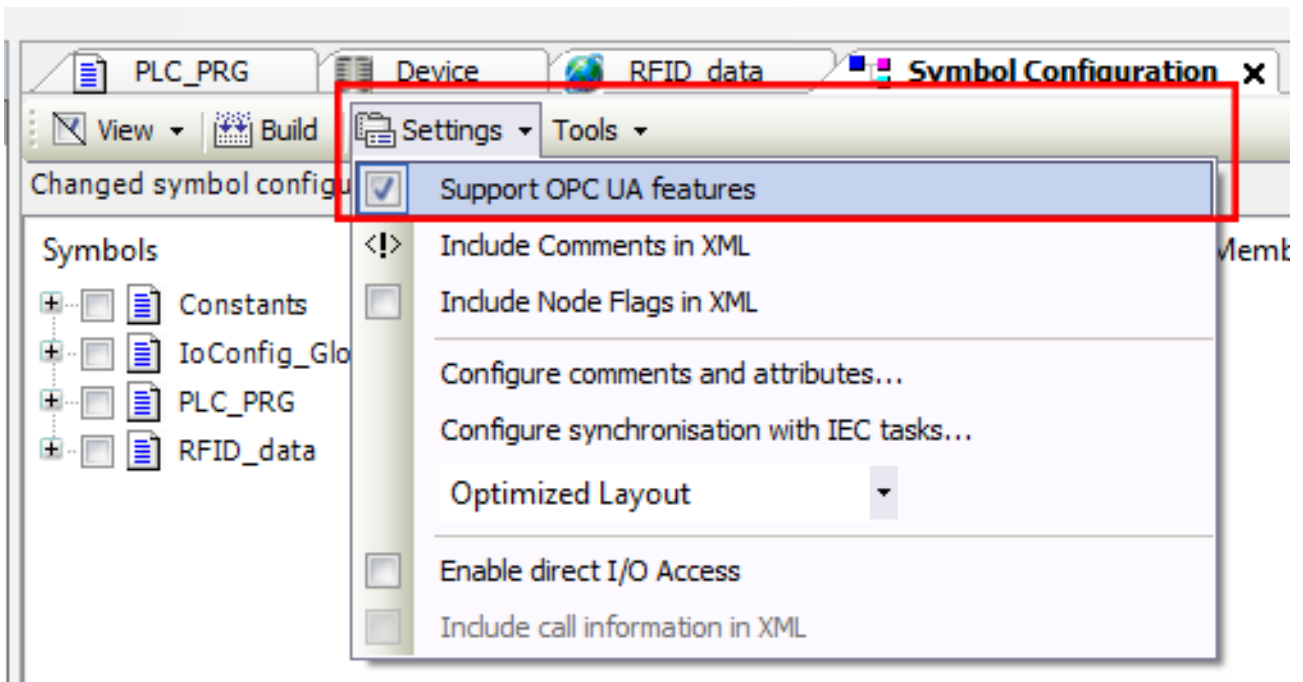 PLC_PRG Device RFID_data Symbol Configuration
View Build Settings Tools
Changed symbol configu
Support OPC UA features
Symbols
Include Comments in XML
Memb
Constants
Include Node Flags in XML
IoConfig_Glo
Configure comments and attributes...
PLC_PRG
Configure synchronisation with IEC tasks...
RFID_data
Optimized Layout
Enable direct I/O Access
Include call information in XML